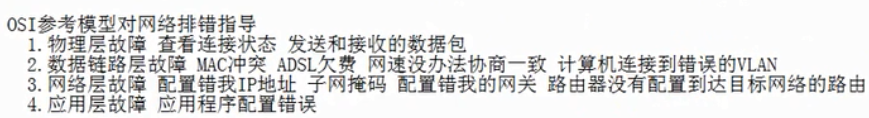 OSI参考模型对网络排错指导
1.物理层故障 查看连接状态 发送和接收的数据包
2.数据链路层故障 MAC冲突 ADSL欠费 网速没办法协商一致 计算机连接到错误的VLAN
3.网络层故障 配置错我IP地址 子网掩码 配置错我的网关 路由器没有配置到达目标网络的路由
4.应用层故障 应用程序配置错误